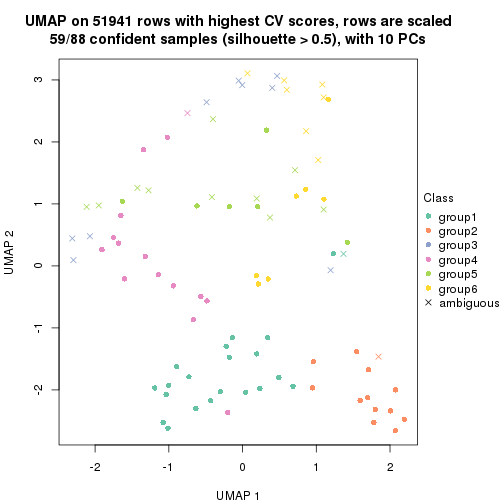 UMAP on 51941 rows with highest CV scores, rows are scaled
59/88 confident samples (silhouette > 0.5), with 10 PCs
3
2
1
0
-1
-2
UMAP 2
-2
-1
0
1
2
UMAP 1
Class
group1
group2
group3
group4
group5
group6
ambiguous